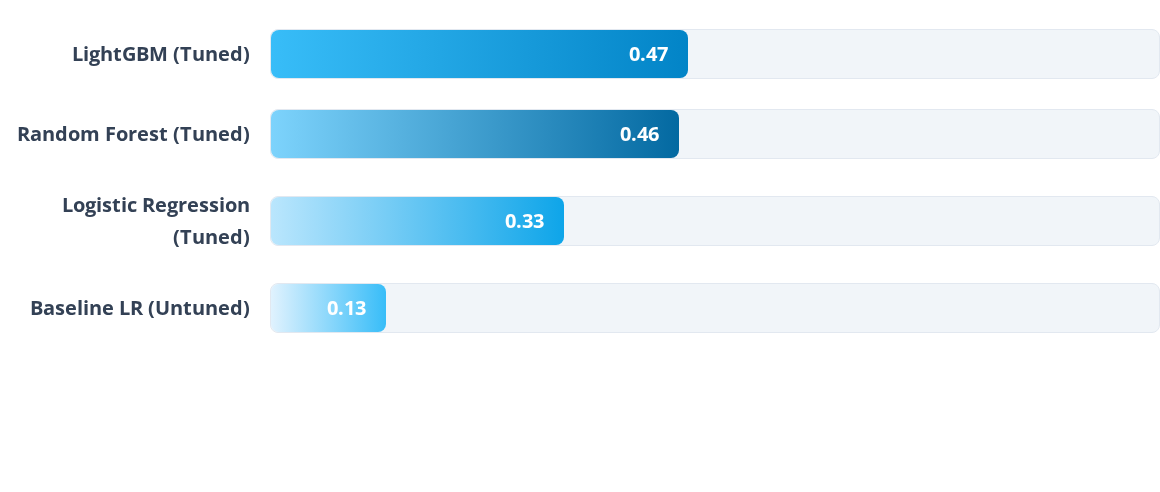 LightGBM (Tuned)
0.47
Random Forest (Tuned)
0.46
Logistic Regression
(Tuned)
0.33
Baseline LR (Untuned)
0.13